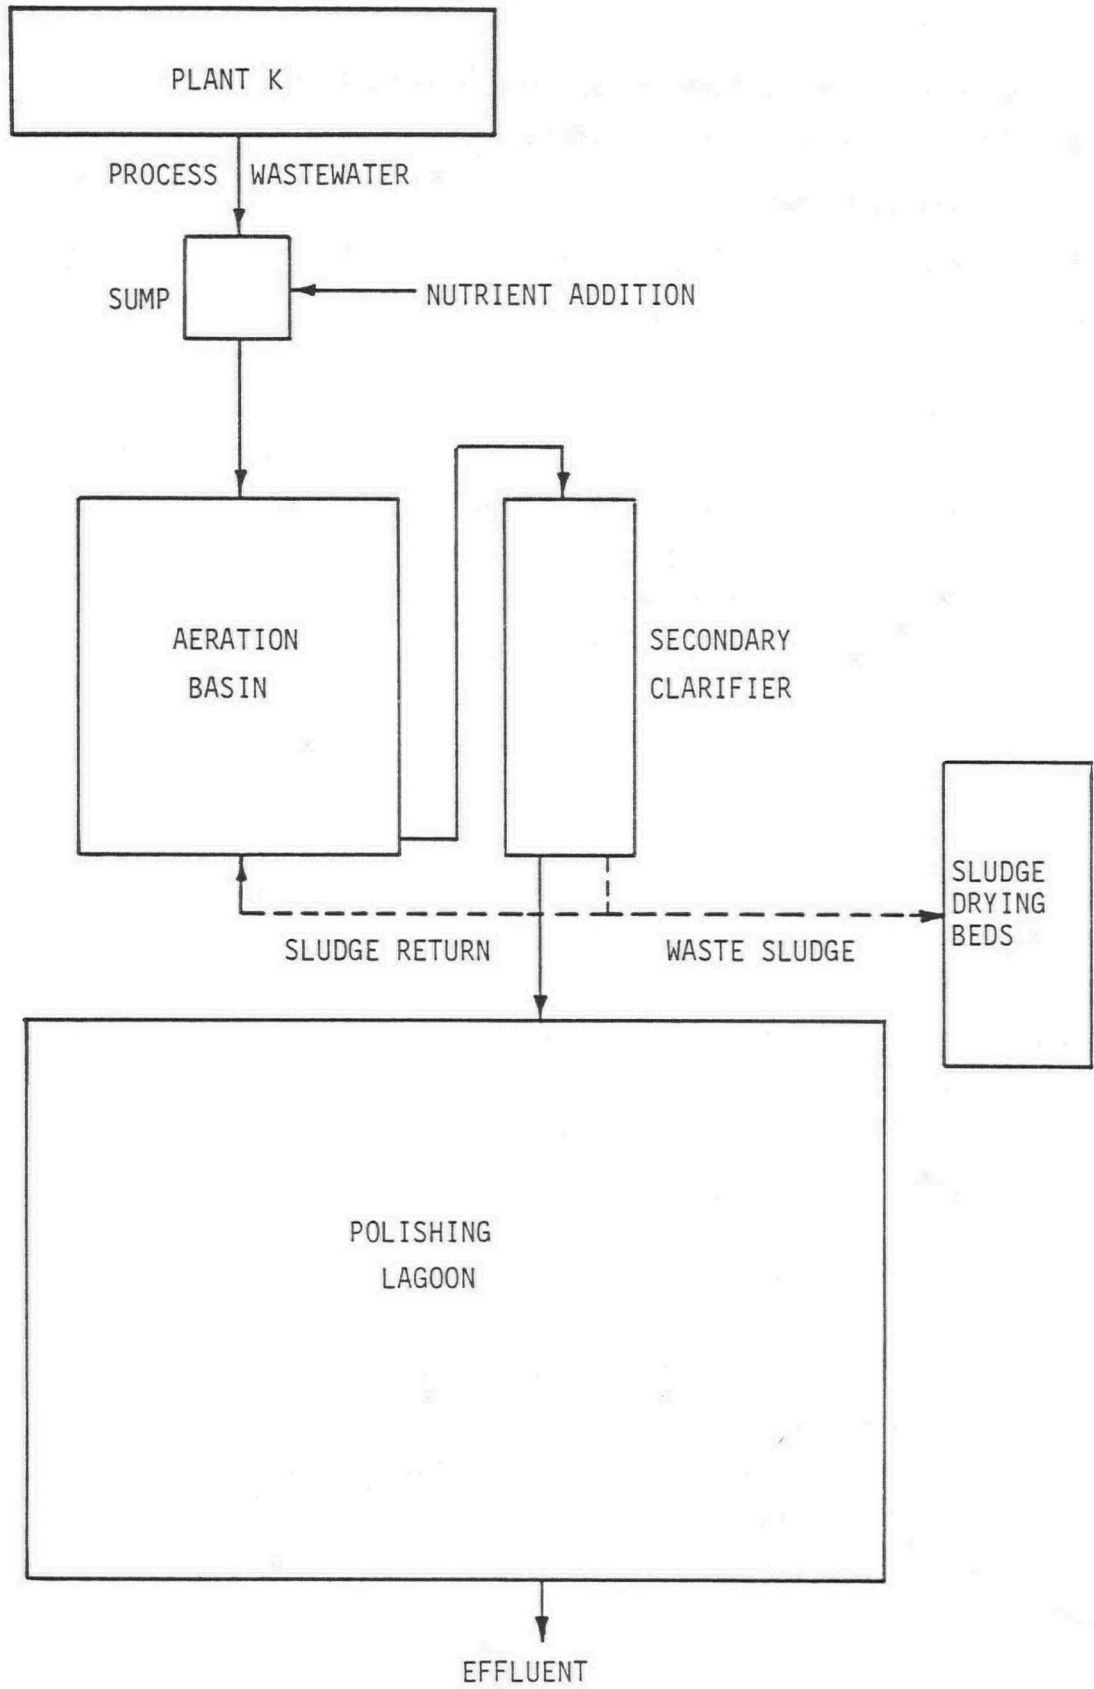 PLANT K
PROCESS WASTEWATER
SUMP
NUTRIENT ADDITION
AERATION
BASIN
SECONDARY
CLARIFIER
SLUDGE
DRYING
BEDS
SLUDGE RETURN
WASTE SLUDGE
POLISHING
LAGOON
EFFLUENT